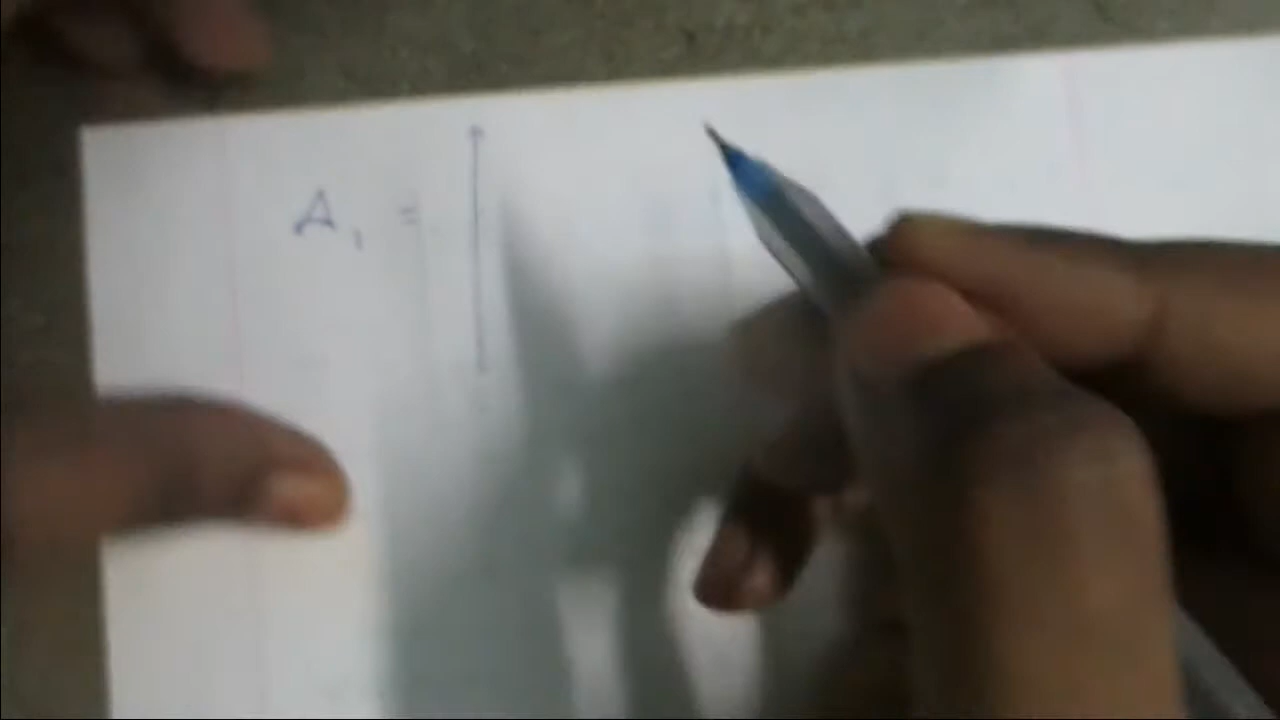 A₁ = |